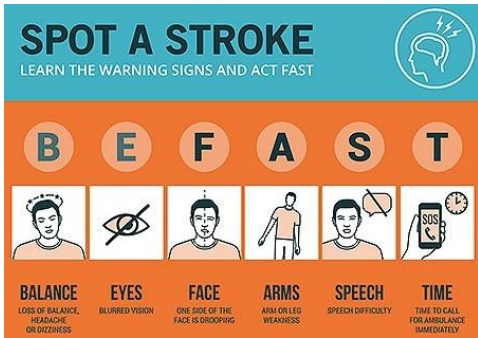 SPOT A STROKE
LEARN THE WARNING SIGNS AND ACT FAST
B E F A S T
SOS
BALANCE
LOSS OF BALANCE,
HEADACHE
OR DIZZINESS
EYES
BLURRED VISION
FACE
ONE SIDE OF THE
FACE IS DROOPING
ARMS
ARM OR LEG
WEAKNESS
SPEECH
SPEECH DIFFICULTY
TIME
TIME TO CALL
FOR AMBULANCE
IMMEDIATELY